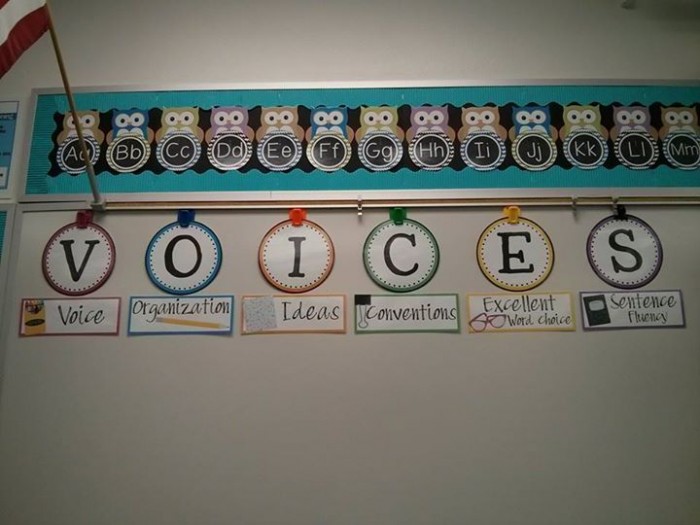 Aa Bb Cc Dd Ee Ff Gg Hh Ii Jj Kk Ll Mm
V O I C E S
Voice
Organization
Ideas
Conventions
Excellent
Word choice
Sentence
Fluency